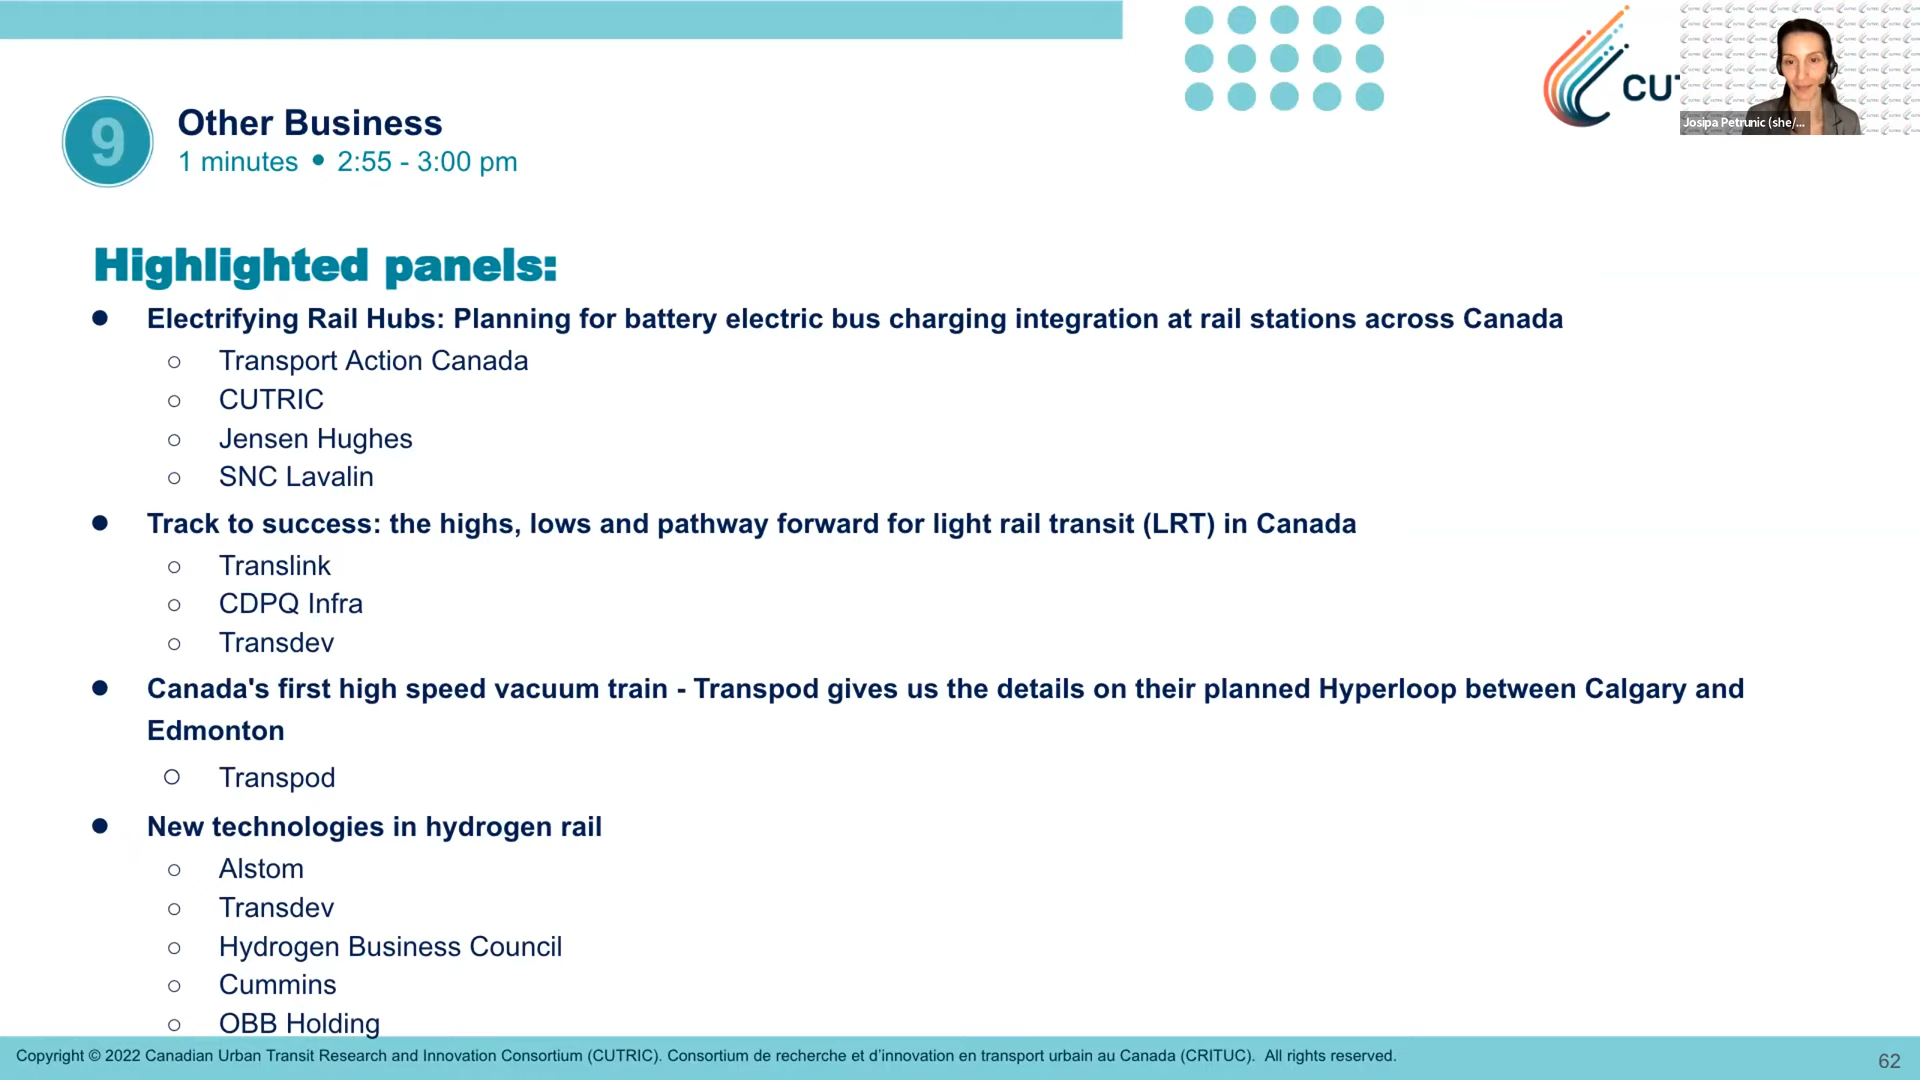 CU
Josipa Petrunic (she/...
9
Other Business
1 minutes • 2:55 - 3:00 pm
Highlighted panels:
● Electrifying Rail Hubs: Planning for battery electric bus charging integration at rail stations across Canada
○ Transport Action Canada
○ CUTRIC
○ Jensen Hughes
○ SNC Lavalin
● Track to success: the highs, lows and pathway forward for light rail transit (LRT) in Canada
○ Translink
○ CDPQ Infra
○ Transdev
● Canada's first high speed vacuum train - Transpod gives us the details on their planned Hyperloop between Calgary and
Edmonton
○ Transpod
● New technologies in hydrogen rail
○ Alstom
○ Transdev
○ Hydrogen Business Council
○ Cummins
○ OBB Holding
Copyright © 2022 Canadian Urban Transit Research and Innovation Consortium (CUTRIC). Consortium de recherche et d'innovation en transport urbain au Canada (CRITUC). All rights reserved.
62